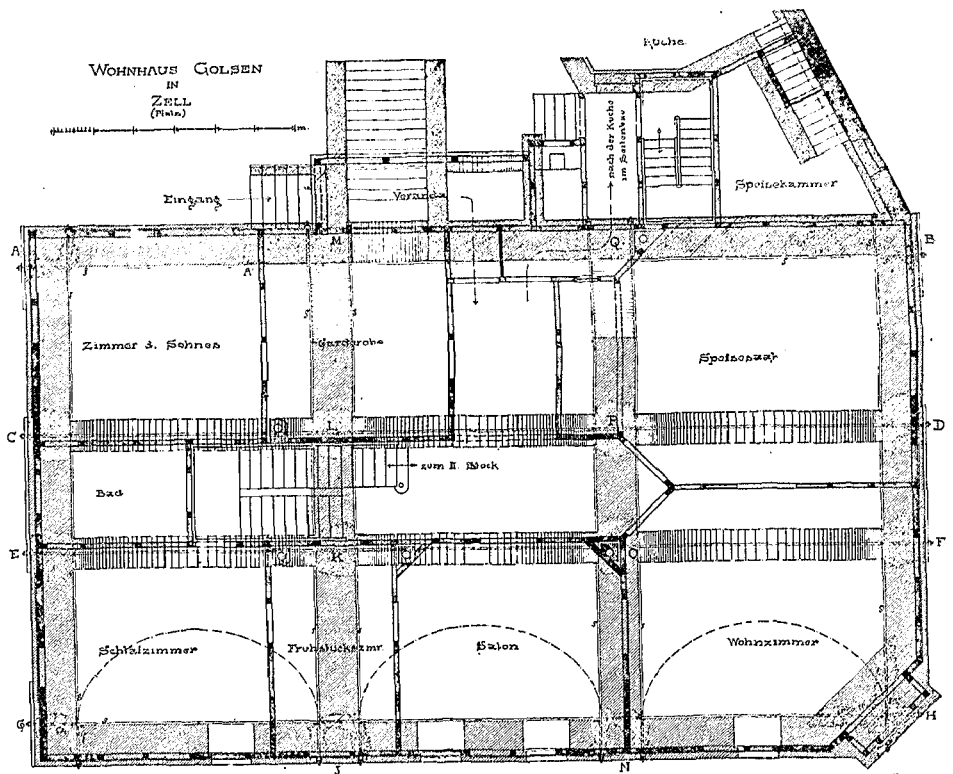 Küche
WOHNHAUS GOLSEN
IN
ZELL
(Pfalz)
m.
nach der Küche
im Seitenbau
Speisekammer
Eingang
Veranda
A
M
Q
B
A'
Zimmer d. Sohnes
Garderobe
Speisesaal
C
L
P
D
zum II. Stock
Bad
E
K
F
Schlafzimmer
Frühstückszmr.
Salon
Wohnzimmer
G
H
J
N